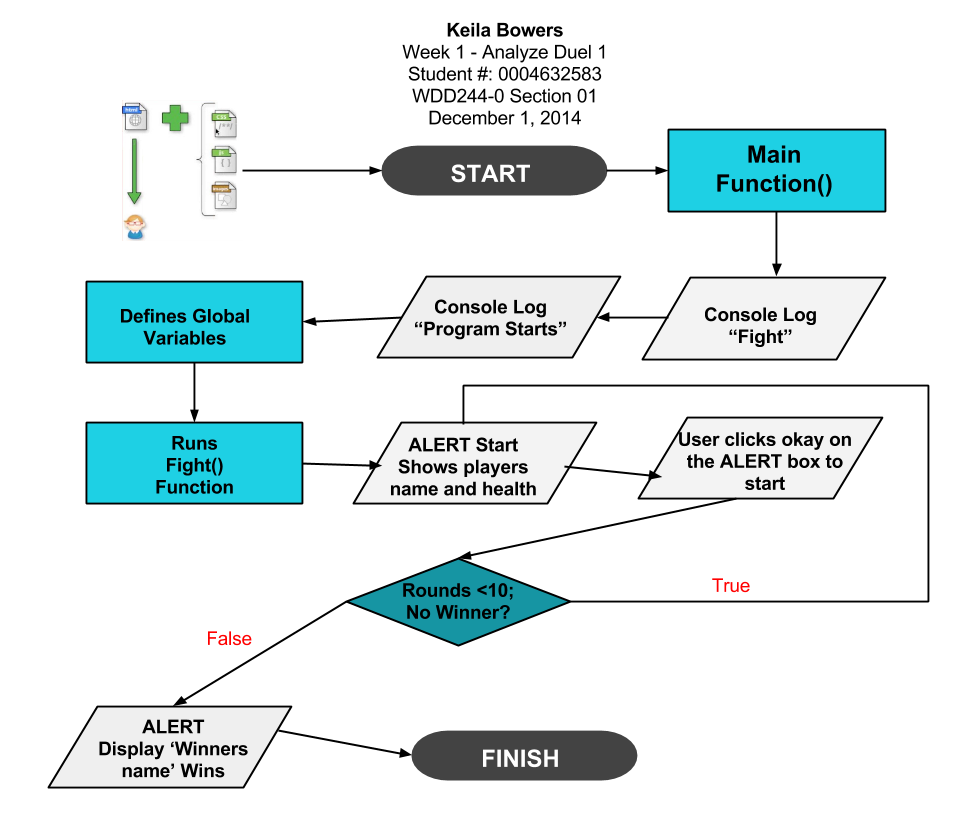 Keila Bowers
Week 1 - Analyze Duel 1
Student #: 0004632583
WDD244-0 Section 01
December 1, 2014
html
START
Main
Function()
Console Log
“Fight”
Console Log
“Program Starts”
Defines Global
Variables
Runs
Fight()
Function
ALERT Start
Shows players
name and health
User clicks okay on
the ALERT box to
start
Rounds <10;
No Winner?
True
False
ALERT
Display ‘Winners
name’ Wins
FINISH